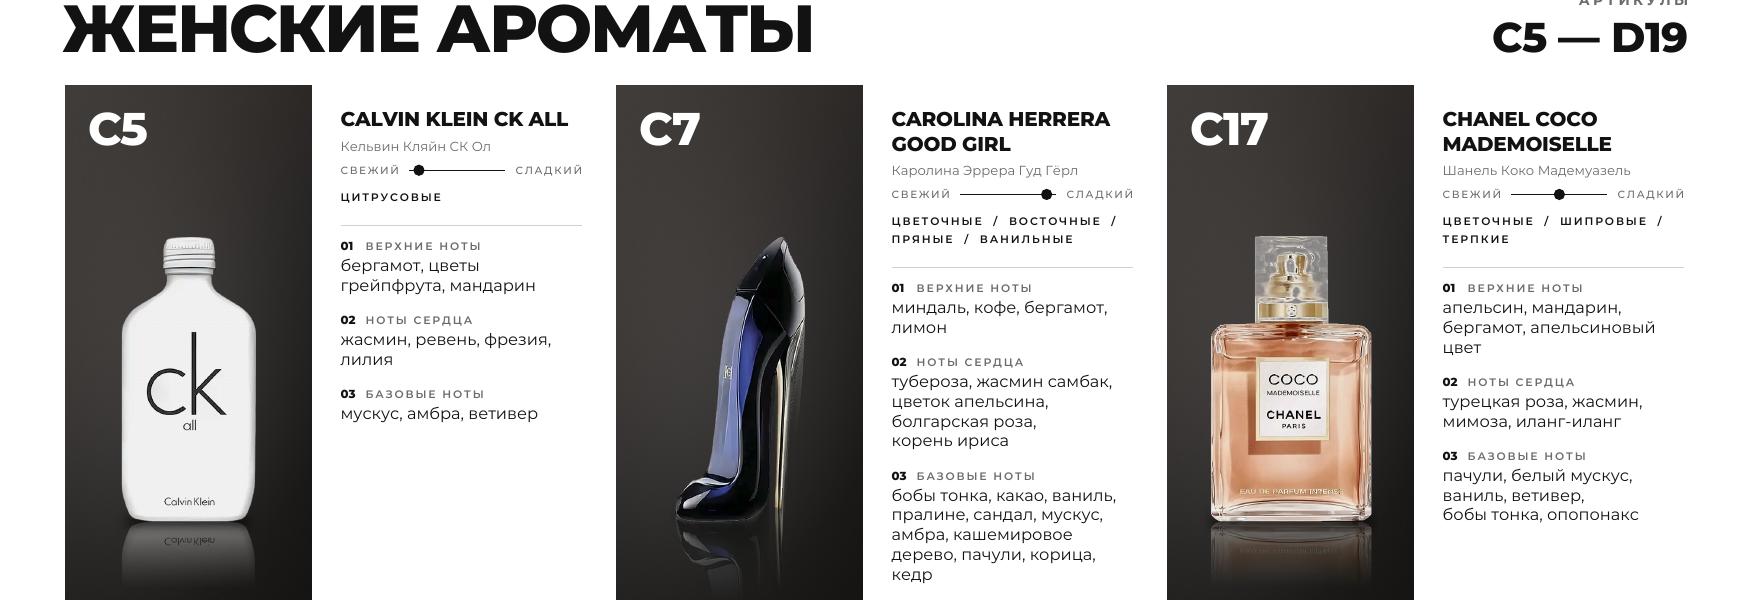 ЖЕНСКИЕ АРОМАТЫ
АРТИКУЛЫ
C5 — D19
C5
ck
all
Calvin Klein
CALVIN KLEIN CK ALL
Кельвин Кляйн СК Ол
СВЕЖИЙ СЛАДКИЙ
ЦИТРУСОВЫЕ
01 ВЕРХНИЕ НОТЫ
бергамот, цветы
грейпфрута, мандарин
02 НОТЫ СЕРДЦА
жасмин, ревень, фрезия,
лилия
03 БАЗОВЫЕ НОТЫ
мускус, амбра, ветивер
C7
CAROLINA HERRERA
GOOD GIRL
Каролина Эррера Гуд Гёрл
СВЕЖИЙ СЛАДКИЙ
ЦВЕТОЧНЫЕ / ВОСТОЧНЫЕ /
ПРЯНЫЕ / ВАНИЛЬНЫЕ
01 ВЕРХНИЕ НОТЫ
миндаль, кофе, бергамот,
лимон
02 НОТЫ СЕРДЦА
тубероза, жасмин самбак,
цветок апельсина,
болгарская роза,
корень ириса
03 БАЗОВЫЕ НОТЫ
бобы тонка, какао, ваниль,
пралине, сандал, мускус,
амбра, кашемировое
дерево, пачули, корица,
кедр
C17
COCO
MADEMOISELLE
CHANEL
PARIS
EAU DE PARFUM INTENSE
CHANEL COCO
MADEMOISELLE
Шанель Коко Мадемуазель
СВЕЖИЙ СЛАДКИЙ
ЦВЕТОЧНЫЕ / ШИПРОВЫЕ /
ТЕРПКИЕ
01 ВЕРХНИЕ НОТЫ
апельсин, мандарин,
бергамот, апельсиновый
цвет
02 НОТЫ СЕРДЦА
турецкая роза, жасмин,
мимоза, иланг-иланг
03 БАЗОВЫЕ НОТЫ
пачули, белый мускус,
ваниль, ветивер,
бобы тонка, опопонакс